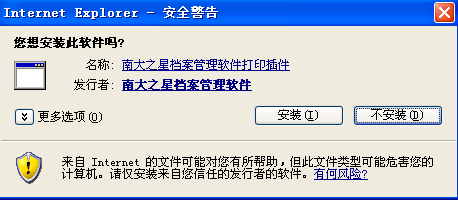 Internet Explorer - 安全警告
您想安装此软件吗?
名称: 南大之星档案管理软件打印插件
发行者: 南大之星档案管理软件
更多选项(O)
安装(I)
不安装(D)
来自 Internet 的文件可能对您有所帮助,但此文件类型可能危害您的
计算机。请仅安装来自您信任的发行者的软件。有何风险?